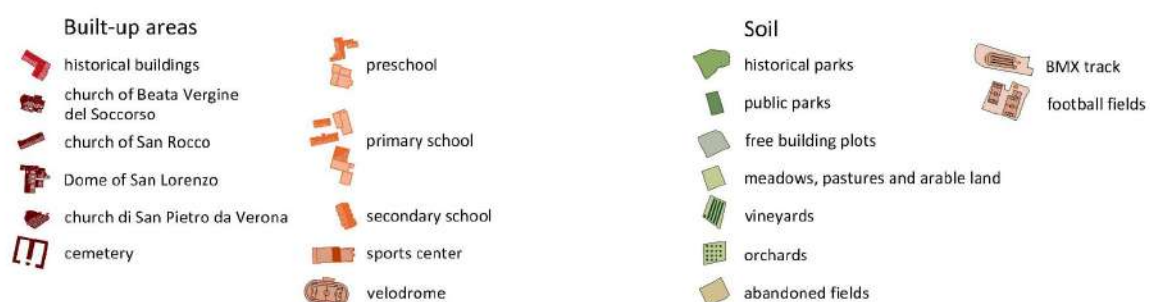 Built-up areas
historical buildings
church of Beata Vergine
del Soccorso
church of San Rocco
Dome of San Lorenzo
church di San Pietro da Verona
cemetery
preschool
primary school
secondary school
sports center
velodrome
Soil
historical parks
public parks
free building plots
meadows, pastures and arable land
vineyards
orchards
abandoned fields
BMX track
football fields